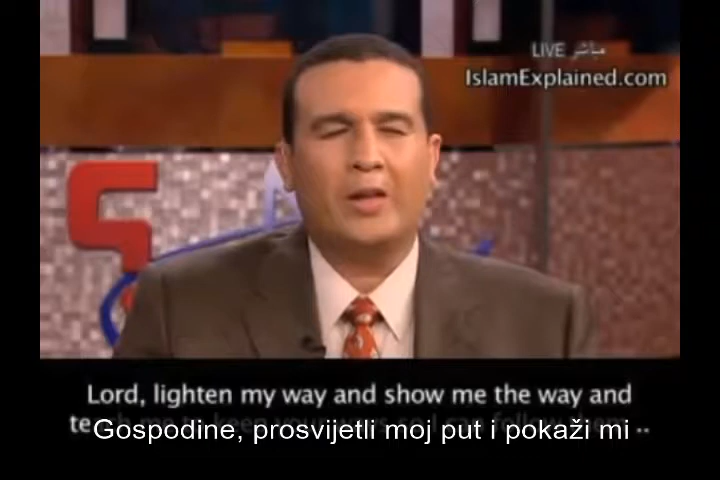 LIVE مباشر
IslamExplained.com
Lord, lighten my way and show me the way and
Gospodine, prosvijetli moj put i pokaži mi